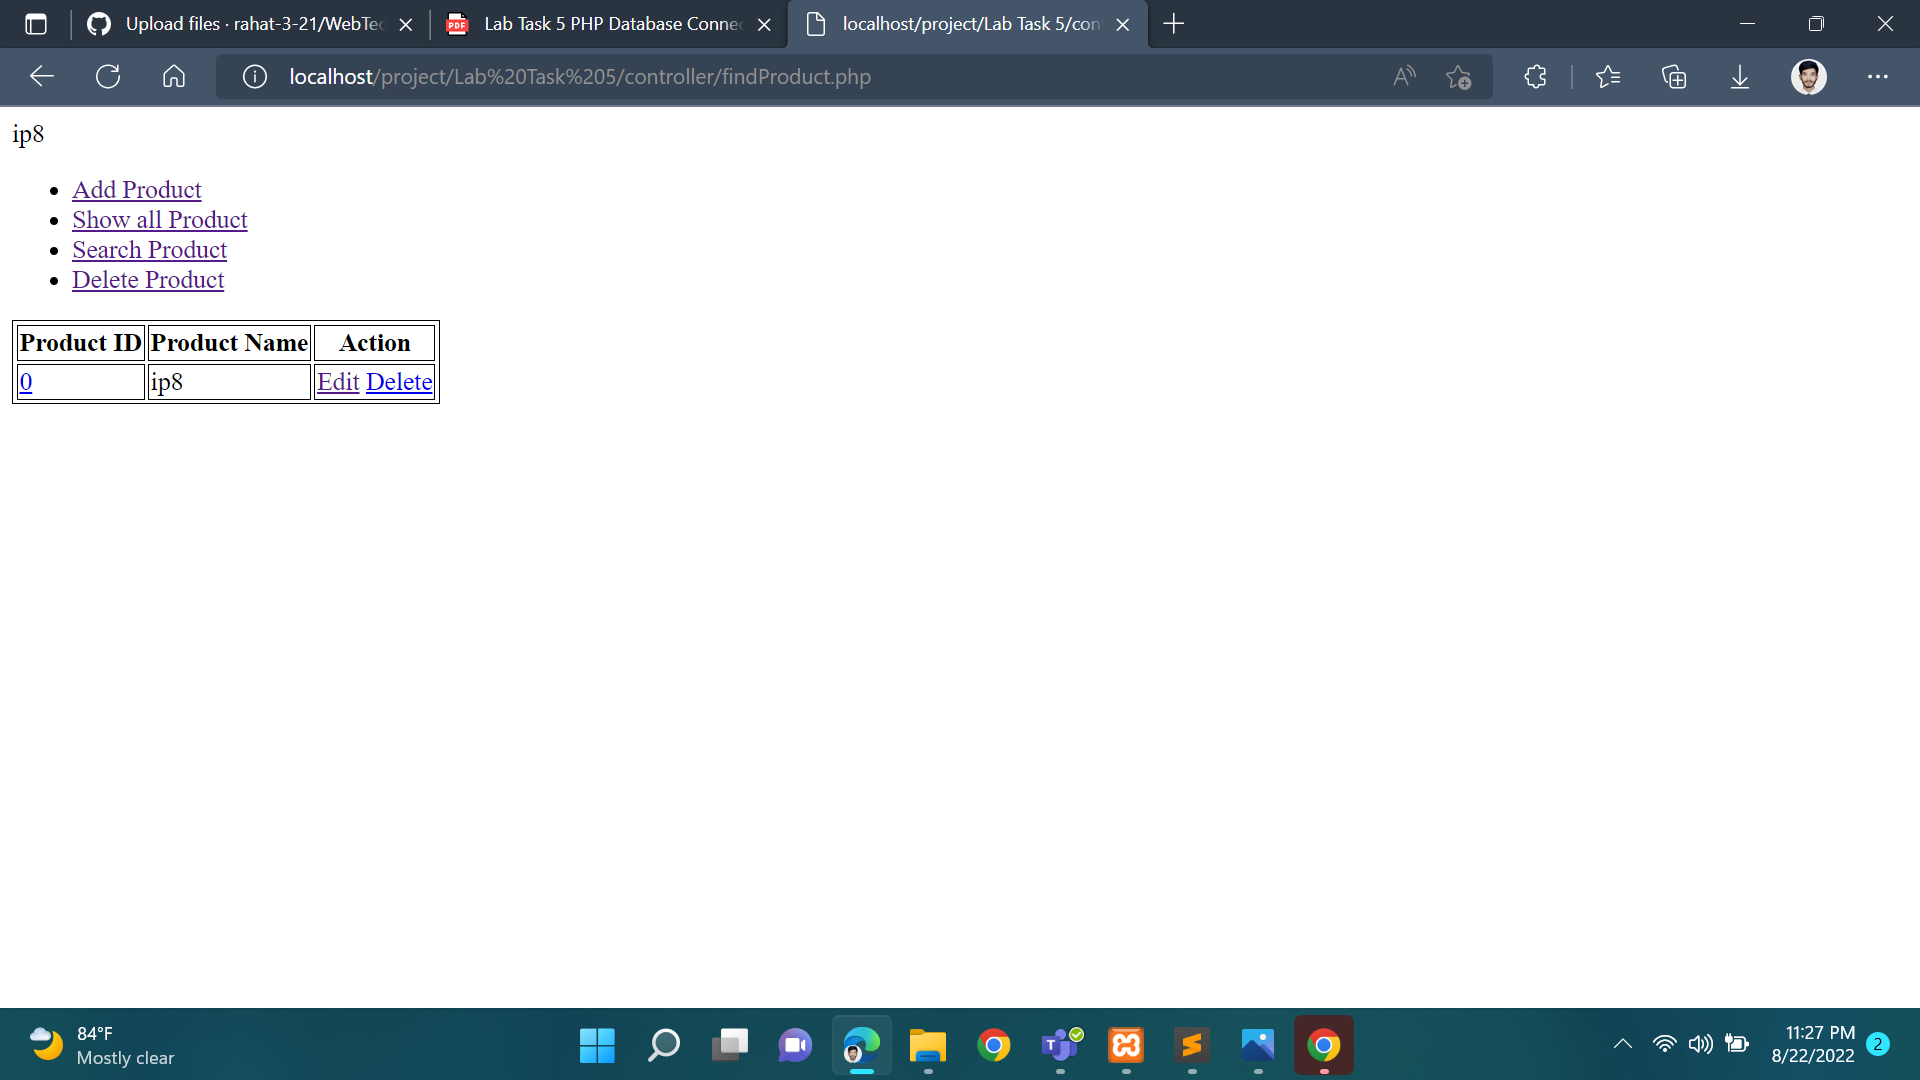 Upload files · rahat-3-21/WebTec
Lab Task 5 PHP Database Connec
localhost/project/Lab Task 5/con
localhost/project/Lab%20Task%205/controller/findProduct.php
ip8
Add Product
Show all Product
Search Product
Delete Product
Product ID Product Name Action
0 ip8 Edit Delete
84°F
Mostly clear
11:27 PM
8/22/2022
2